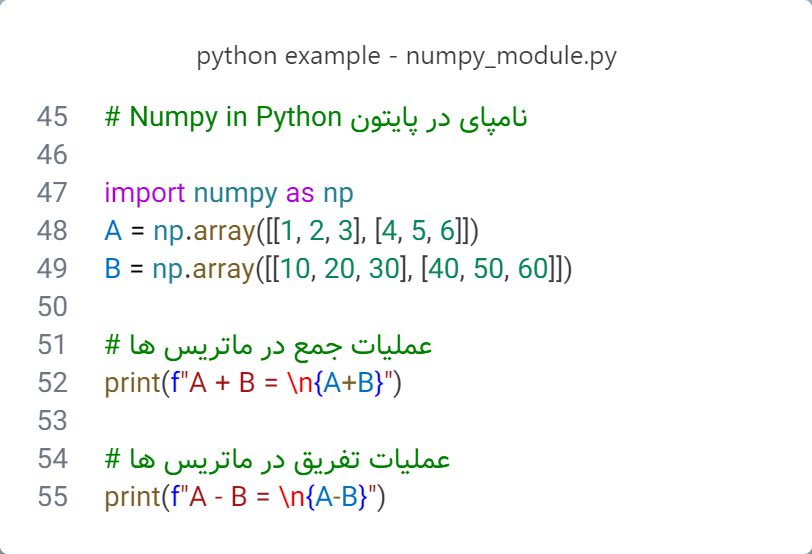 python example - numpy_module.py
45 # Numpy in Python نامپای در پایتون
46
47 import numpy as np
48 A = np.array([[1, 2, 3], [4, 5, 6]])
49 B = np.array([[10, 20, 30], [40, 50, 60]])
50
51 # عملیات جمع در ماتریس ها
52 print(f"A + B = \n{A+B}")
53
54 # عملیات تفریق در ماتریس ها
55 print(f"A - B = \n{A-B}")